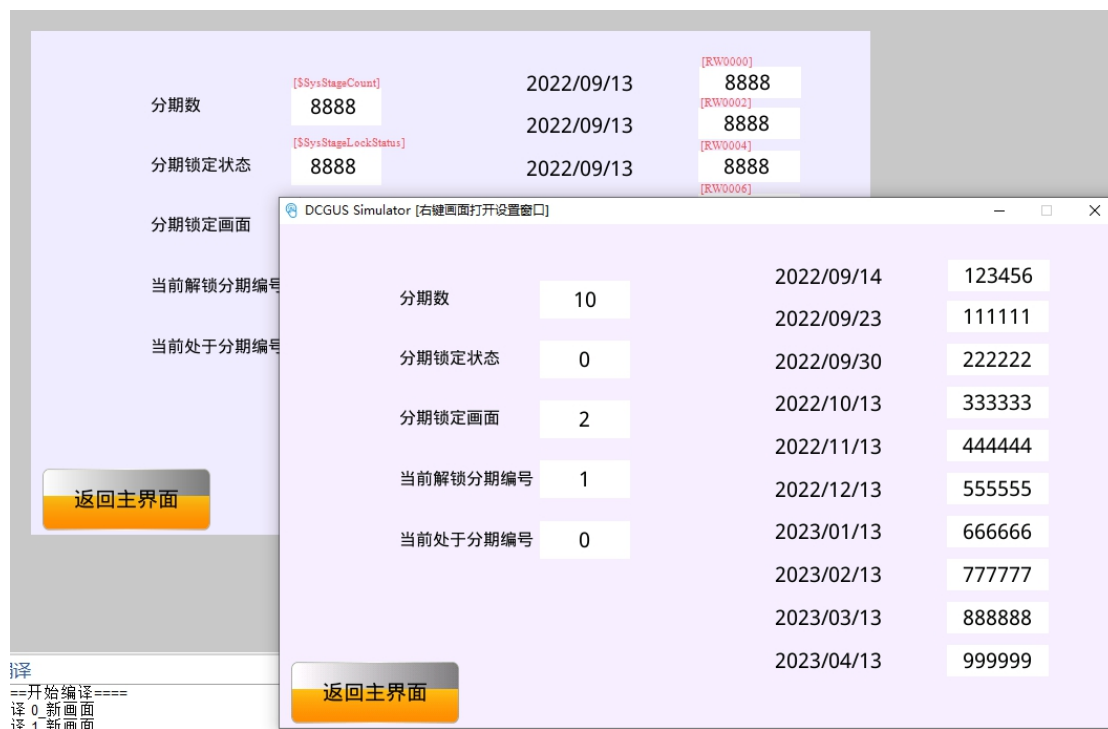 [$SysStageCount]
分期数
8888
[$SysStageLockStatus]
分期锁定状态
8888
分期锁定画面
当前解锁分期编号
当前处于分期编号
返回主界面
[RW0000]
2022/09/13
8888
[RW0002]
2022/09/13
8888
[RW0004]
2022/09/13
8888
[RW0006]
DCGUS Simulator [右键画面打开设置窗口]
分期数
10
分期锁定状态
0
分期锁定画面
2
当前解锁分期编号
1
当前处于分期编号
0
2022/09/14
123456
2022/09/23
111111
2022/09/30
222222
2022/10/13
333333
2022/11/13
444444
2022/12/13
555555
2023/01/13
666666
2023/02/13
777777
2023/03/13
888888
2023/04/13
999999
返回主界面
译
==开始编译====
译 0_新画面
译 1_新画面